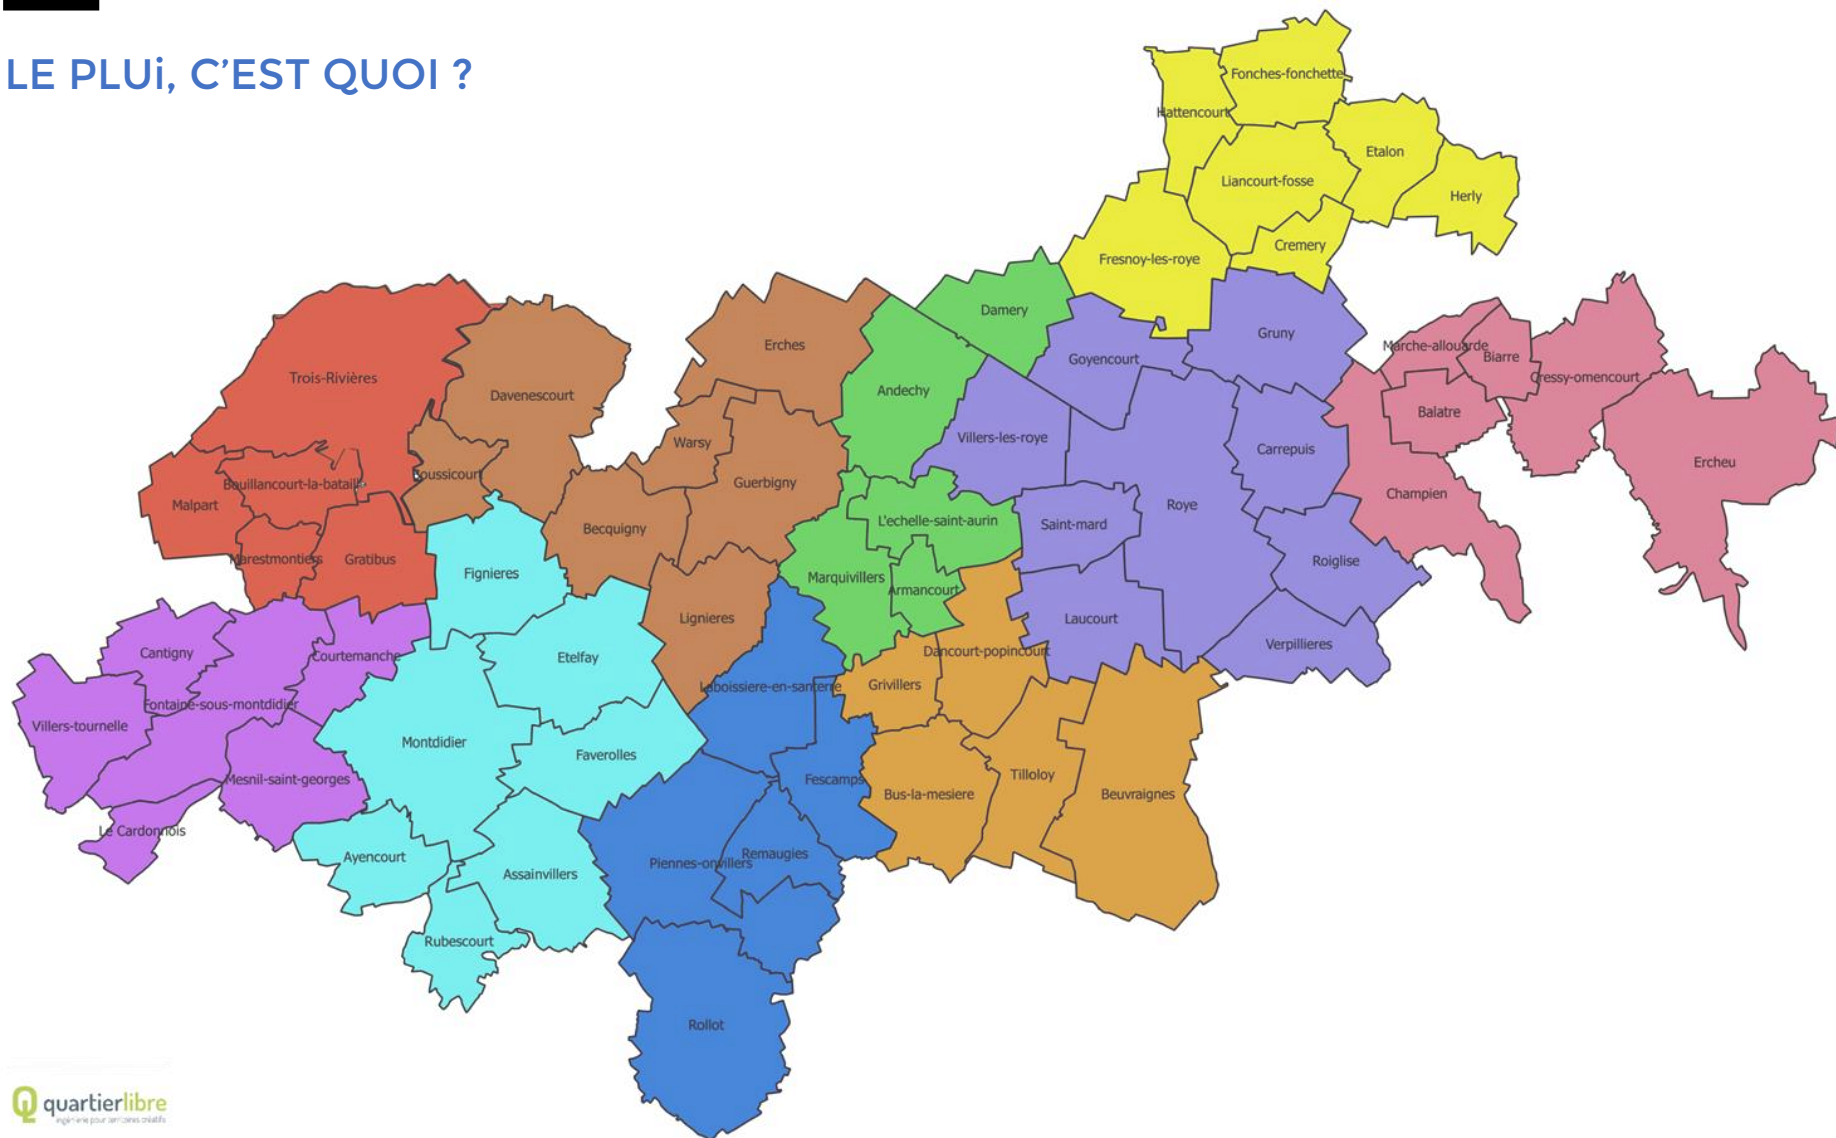 LE PLUi, C'EST QUOI ?
Fonches-fonchette
Hattencourt
Etalon
Liancourt-fosse
Herly
Cremery
Fresnoy-les-roye
Damery
Gruny
Erches
Goyencourt
Marche-allouarde
Biarre
Trois-Rivières
Cressy-omencourt
Davenescourt
Andechy
Balatre
Warsy
Villers-les-roye
Carrepuis
Ercheu
Boussicourt
Bouillancourt-la-bataille
Guerbigny
Champien
Malpart
Roye
L'echelle-saint-aurin
Saint-mard
Becquigny
Marestmontiers
Gratibus
Roiglise
Fignieres
Marquivillers
Armancourt
Lignieres
Laucourt
Verpillieres
Cantigny
Courtemanche
Etelfay
Dancourt-popincourt
Laboissiere-en-santerre
Grivillers
Fontaine-sous-montdidier
Villers-tournelle
Montdidier
Faverolles
Mesnil-saint-georges
Fescamps
Tilloloy
Bus-la-mesiere
Beuvraignes
Le Cardonnois
Ayencourt
Piennes-onvillers
Remaugies
Assainvillers
Rubescourt
Rollot
quartierlibre
ingénierie pour territoires créatifs